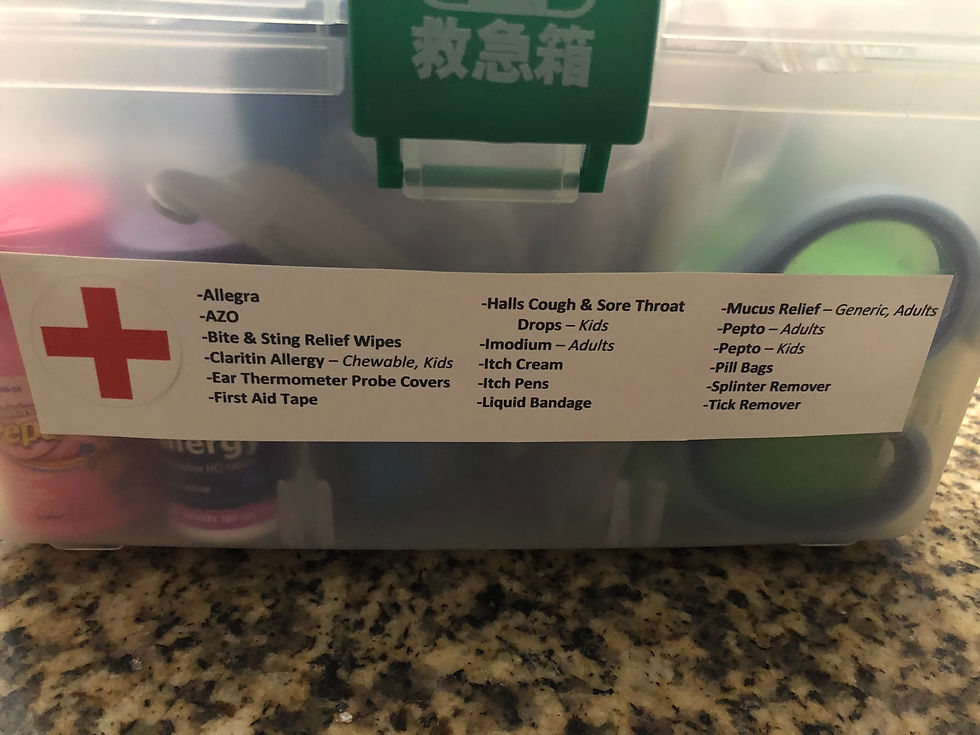 救急箱
-Allegra
-AZO
-Bite & Sting Relief Wipes
-Claritin Allergy – Chewable, Kids
-Ear Thermometer Probe Covers
-First Aid Tape
-Halls Cough & Sore Throat
Drops – Kids
-Imodium – Adults
-Itch Cream
-Itch Pens
-Liquid Bandage
-Mucus Relief – Generic, Adults
-Pepto – Adults
-Pepto – Kids
-Pill Bags
-Splinter Remover
-Tick Remover